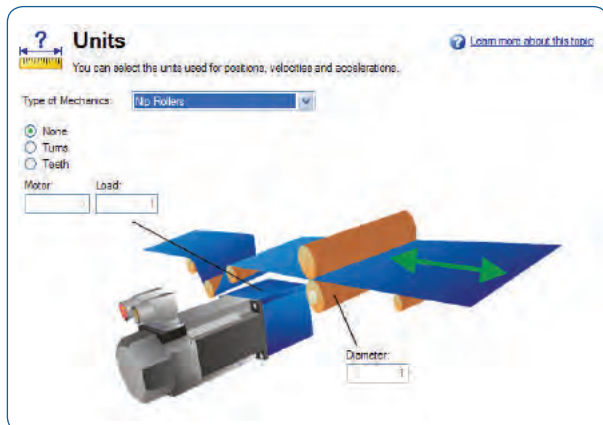 ?
Units
Learn more about this topic
You can select the units used for positions, velocities and accelerations.
Type of Mechanics: Nip Rollers
None
Turns
Teeth
Motor: Load:
1
Diameter:
1